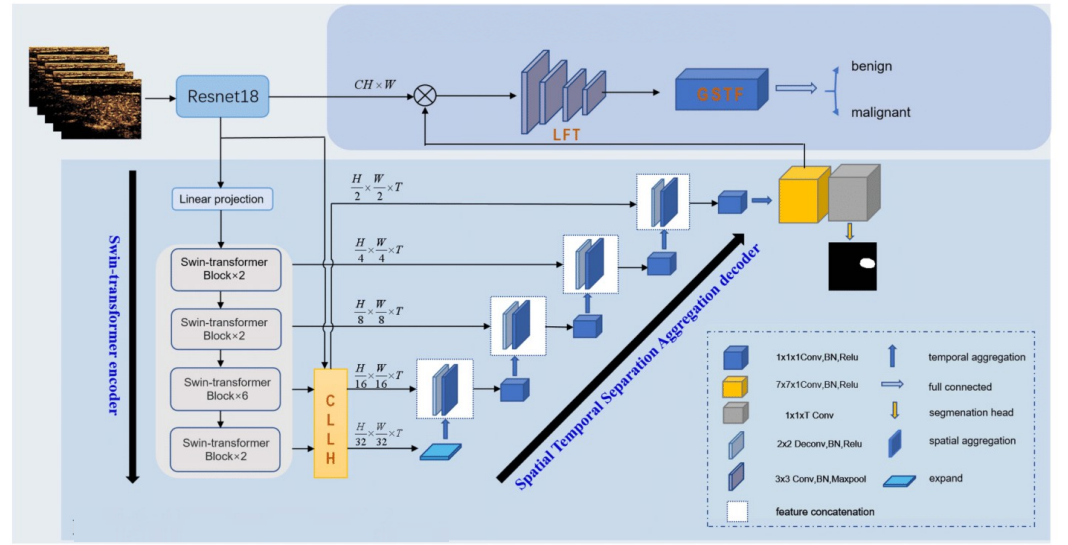 Resnet18
CH×W
LFT
GSTF
benign
malignant
Linear projection
Swin-transformer encoder
Swin-transformer
Block×2
Swin-transformer
Block×2
Swin-transformer
Block×6
Swin-transformer
Block×2
CLLH
H/2×W/2×T
H/4×W/4×T
H/8×W/8×T
H/16×W/16×T
H/32×W/32×T
Spatial Temporal Separation Aggregation decoder
1x1x1Conv,BN,Relu
temporal aggregation
7x7x1Conv,BN,Relu
full connected
1x1xT Conv
segmenation head
2x2 Deconv,BN,Relu
spatial aggregation
3x3 Conv,BN,Maxpool
expand
feature concatenation